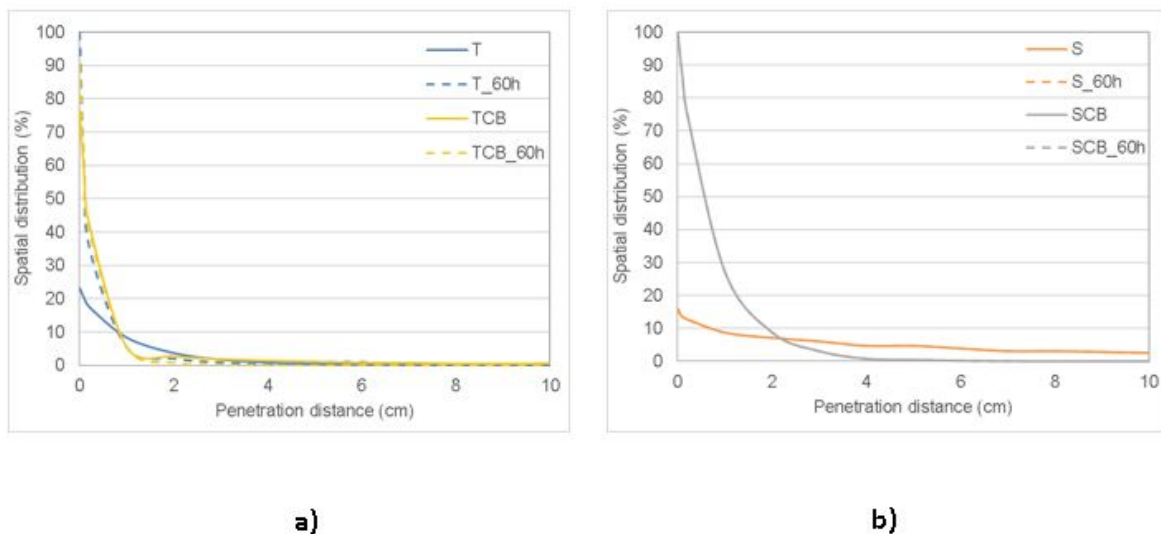 100
90
80
70
60
50
40
30
20
10
0
Spatial distribution (%)
T
T_60h
TCB
TCB_60h
0 2 4 6 8 10
Penetration distance (cm)
a)
100
90
80
70
60
50
40
30
20
10
0
Spatial distribution (%)
S
S_60h
SCB
SCB_60h
0 2 4 6 8 10
Penetration distance (cm)
b)